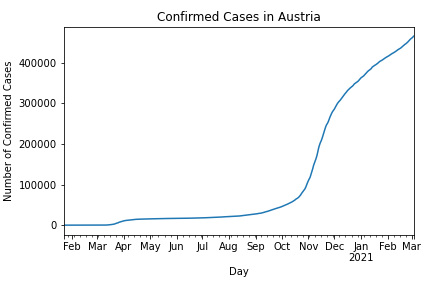 Confirmed Cases in Austria
Number of Confirmed Cases
400000
300000
200000
100000
0
Feb Mar Apr May Jun Jul Aug Sep Oct Nov Dec Jan Feb Mar
2021
Day